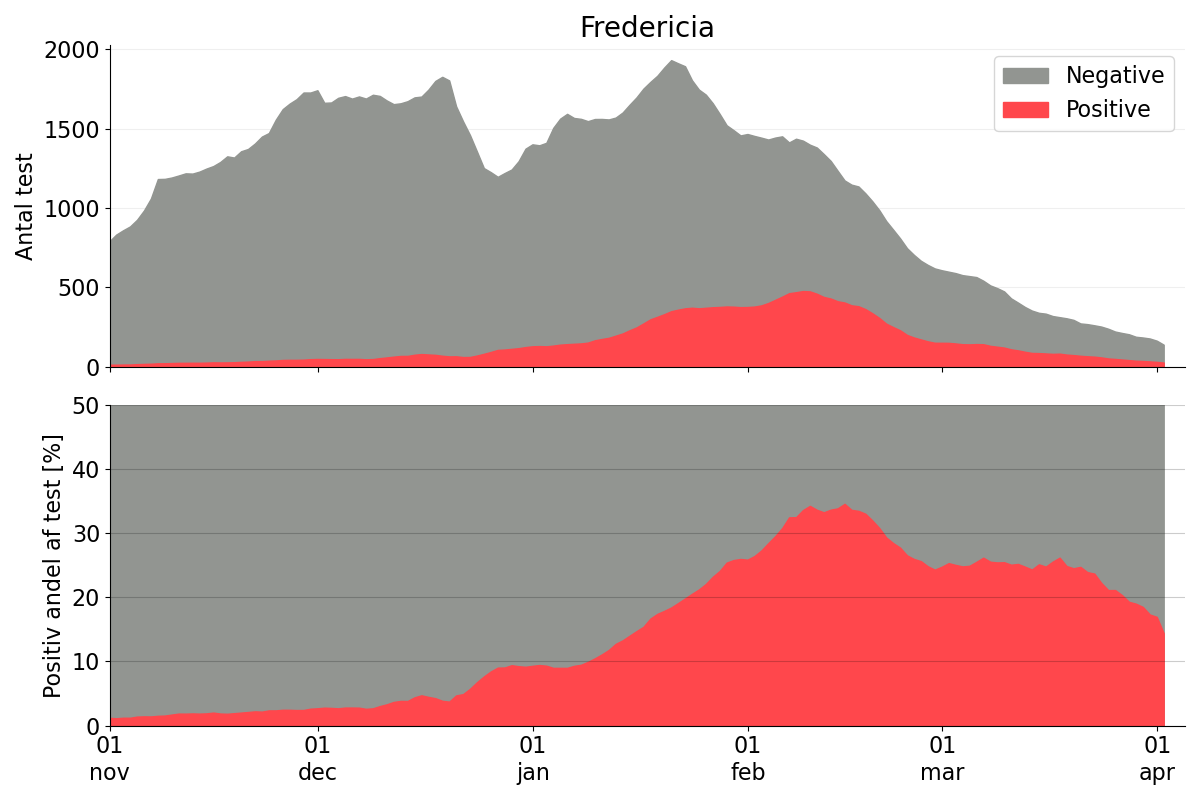 Fredericia
2000
1500
1000
500
0
Antal test
Negative
Positive
50
40
30
20
10
0
Positiv andel af test [%]
01 01 01 01 01 01
nov dec jan feb mar apr